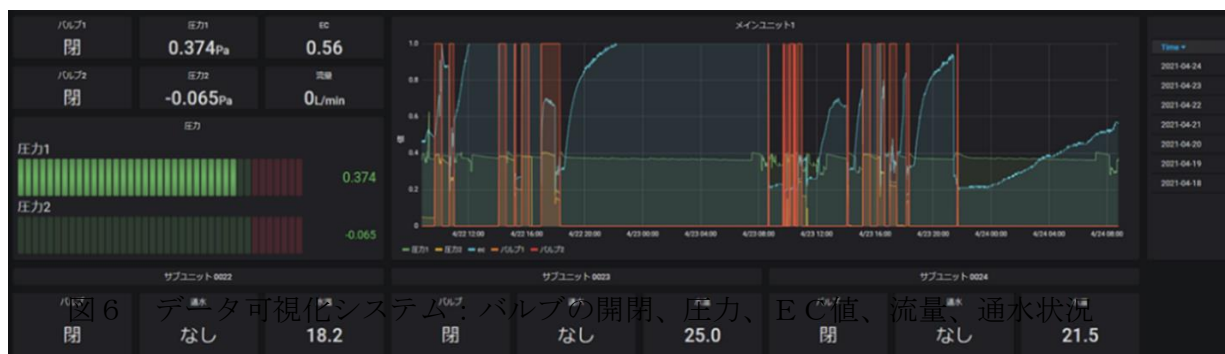 バルブ1
閉
圧力1
0.374Pa
EC
0.56
バルブ2
閉
圧力2
-0.065Pa
流量
0L/min
圧力
圧力1
0.374
圧力2
-0.065
メインユニット1
値
1.0
0.8
0.6
0.4
0.2
0
4/22 12:00
4/22 16:00
4/22 20:00
4/23 00:00
4/23 04:00
4/23 08:00
4/23 12:00
4/23 16:00
4/23 20:00
4/24 00:00
4/24 04:00
4/24 08:00
圧力1 圧力2 ec バルブ1 バルブ2
Time
2021-04-24
2021-04-23
2021-04-22
2021-04-21
2021-04-20
2021-04-19
2021-04-18
サブユニット0022
サブユニット0023
サブユニット0024
図6 データ可視化システム：バルブの開閉、圧力、EC値、流量、通水状況
バルブ
閉
通水
なし
18.2
バルブ
閉
なし
25.0
閉
通水
なし
21.5